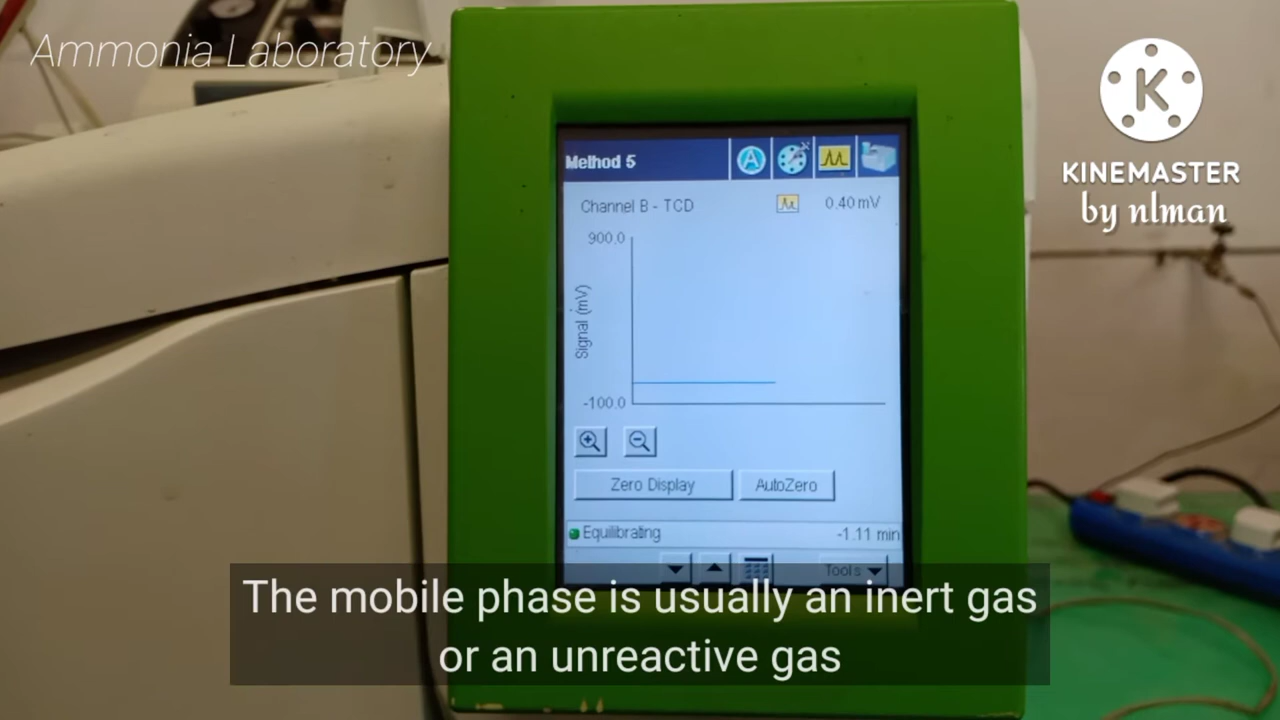 Ammonia Laboratory
K
KINEMASTER
by nlman
Method 5
A
Channel B - TCD
0.40 mV
900.0
Signal (mV)
-100.0
Zero Display
AutoZero
Equilibrating
-1.11 min
Tools
The mobile phase is usually an inert gas
or an unreactive gas